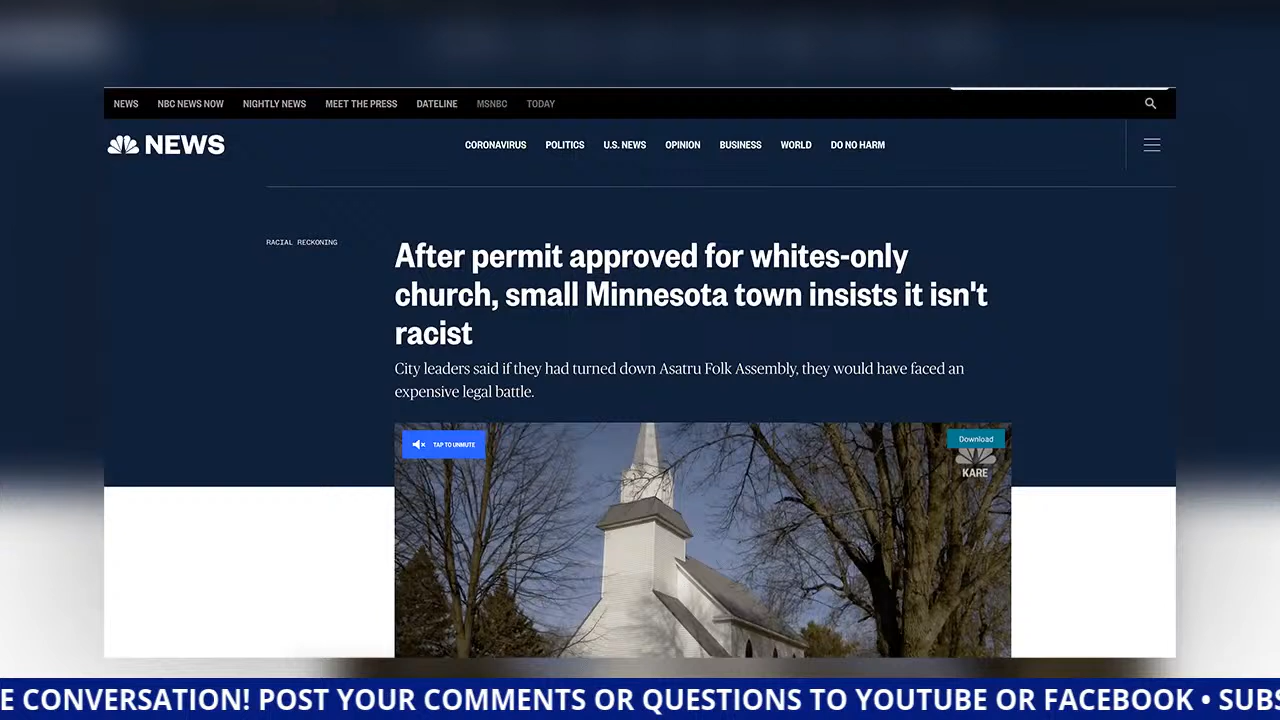 NEWS NBC NEWS NOW NIGHTLY NEWS MEET THE PRESS DATELINE MSNBC TODAY
NEWS CORONAVIRUS POLITICS U.S. NEWS OPINION BUSINESS WORLD DO NO HARM
RACIAL RECKONING
After permit approved for whites-only
church, small Minnesota town insists it isn't
racist
City leaders said if they had turned down Asatru Folk Assembly, they would have faced an
expensive legal battle.
TAP TO UNMUTE
Download
KARE
E CONVERSATION! POST YOUR COMMENTS OR QUESTIONS TO YOUTUBE OR FACEBOOK • SUBS